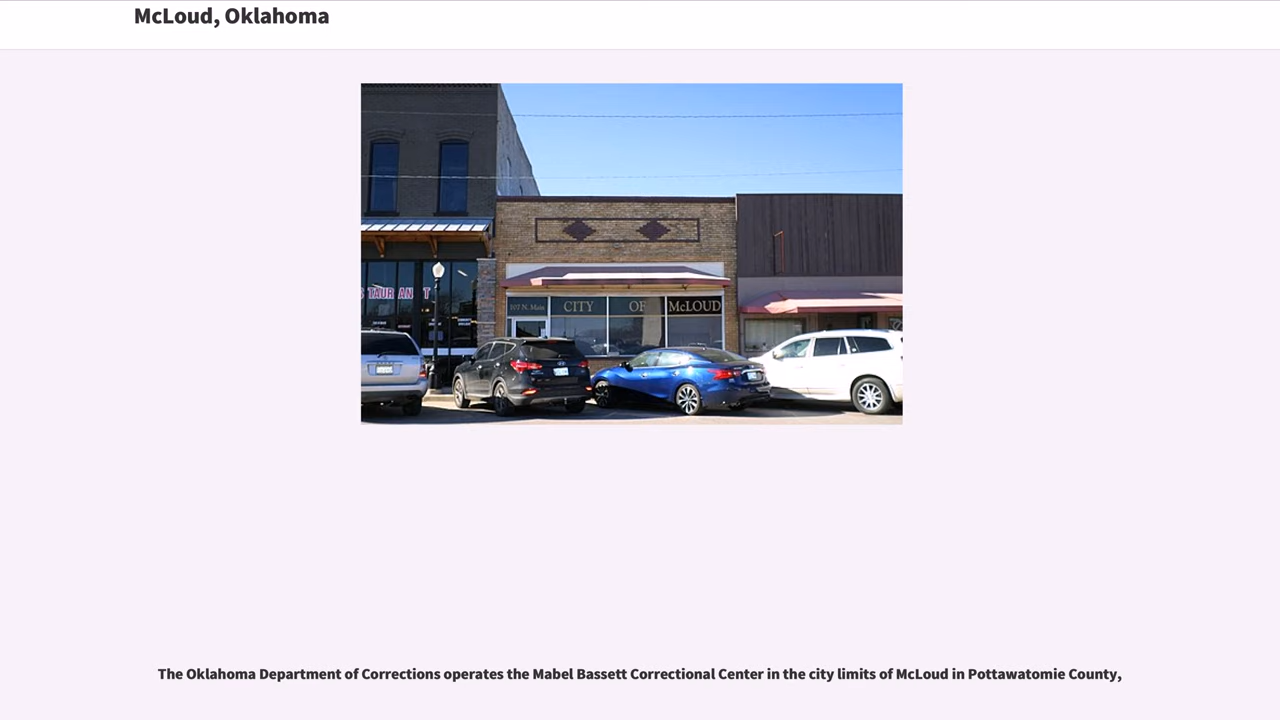 McLoud, Oklahoma
STAURANT
107 N. Main CITY OF McLOUD
The Oklahoma Department of Corrections operates the Mabel Bassett Correctional Center in the city limits of McLoud in Pottawatomie County,